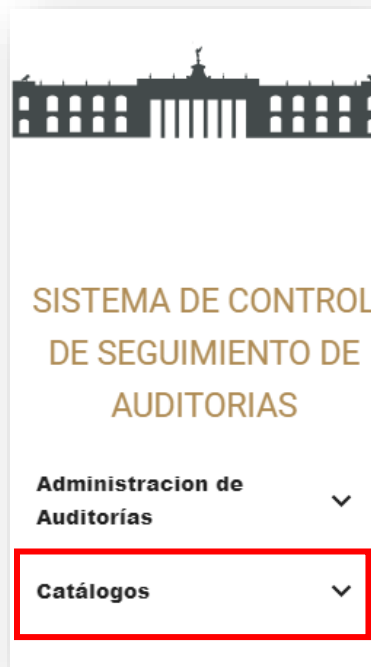 SISTEMA DE CONTROL
DE SEGUIMIENTO DE
AUDITORIAS
Administracion de
Auditorías
Catálogos